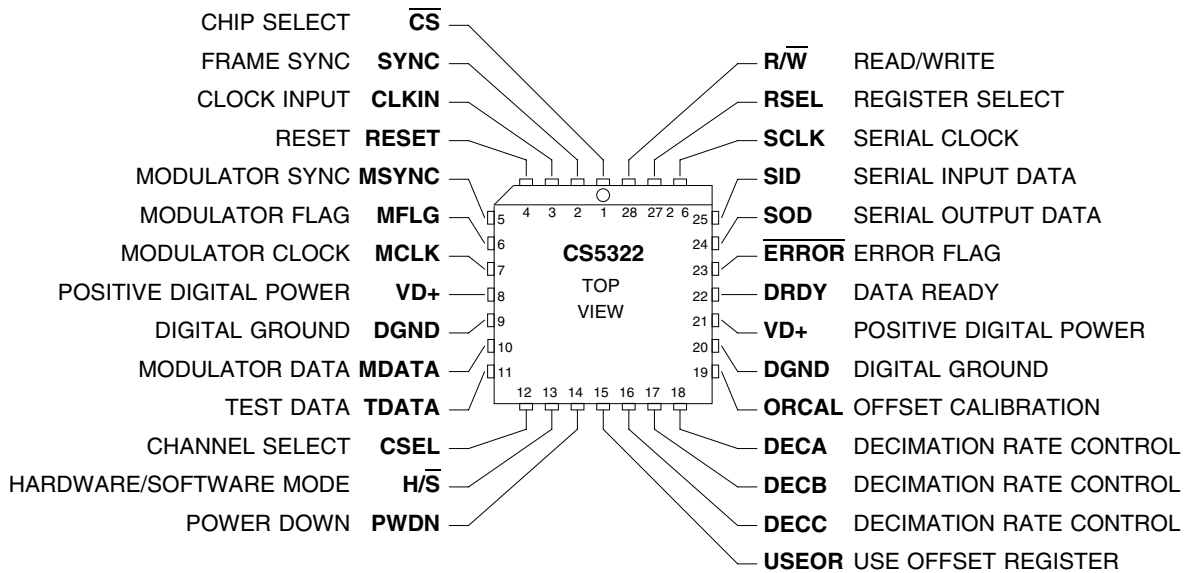 CHIP SELECT C̅S̅
FRAME SYNC SYNC
CLOCK INPUT CLKIN
RESET RESET
MODULATOR SYNC MSYNC
MODULATOR FLAG MFLG
MODULATOR CLOCK MCLK
POSITIVE DIGITAL POWER VD+
DIGITAL GROUND DGND
MODULATOR DATA MDATA
TEST DATA TDATA
CHANNEL SELECT CSEL
HARDWARE/SOFTWARE MODE H/S̅
POWER DOWN PWDN
4 3 2 1 28 27 2 6
5
6
7
8
9
10
11
CS5322
TOP
VIEW
25
24
23
22
21
20
19
12 13 14 15 16 17 18
R/W̅ READ/WRITE
RSEL REGISTER SELECT
SCLK SERIAL CLOCK
SID SERIAL INPUT DATA
SOD SERIAL OUTPUT DATA
E̅R̅R̅O̅R̅ ERROR FLAG
DRDY DATA READY
VD+ POSITIVE DIGITAL POWER
DGND DIGITAL GROUND
ORCAL OFFSET CALIBRATION
DECA DECIMATION RATE CONTROL
DECB DECIMATION RATE CONTROL
DECC DECIMATION RATE CONTROL
USEOR USE OFFSET REGISTER